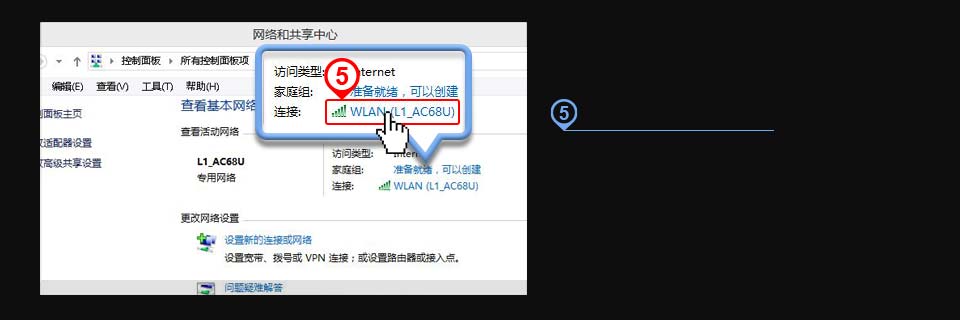 网络和共享中心
控制面板 所有控制面板项
编辑(E) 查看(V) 工具(T) 帮助(H)
访问类型: Internet
5
家庭组: 准备就绪，可以创建
连接: WLAN (L1_AC68U)
面板主页
适配器设置
高级共享设置
查看基本网络
查看活动网络
L1_AC68U
专用网络
访问类型: Inter
家庭组: 准备就绪，可以创建
连接: WLAN (L1_AC68U)
更改网络设置
设置新的连接或网络
设置宽带、拨号或 VPN 连接；或设置路由器或接入点。
问题疑难解答
5